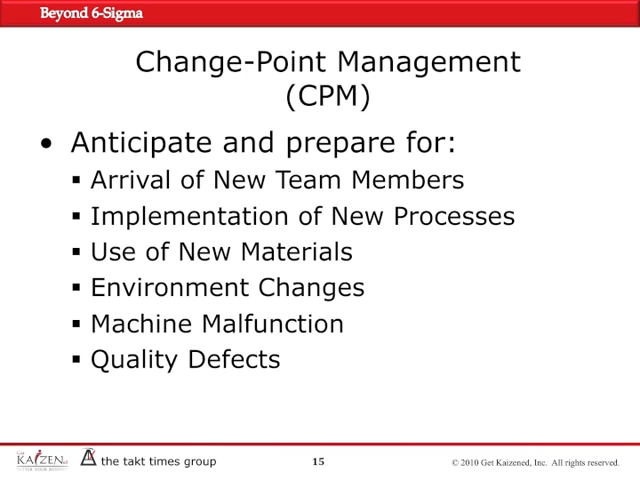 Beyond 6-Sigma
Change-Point Management
(CPM)
• Anticipate and prepare for:
▪ Arrival of New Team Members
▪ Implementation of New Processes
▪ Use of New Materials
▪ Environment Changes
▪ Machine Malfunction
▪ Quality Defects
Get
KAIZENed
the takt times group
15
© 2010 Get Kaizened, Inc. All rights reserved.